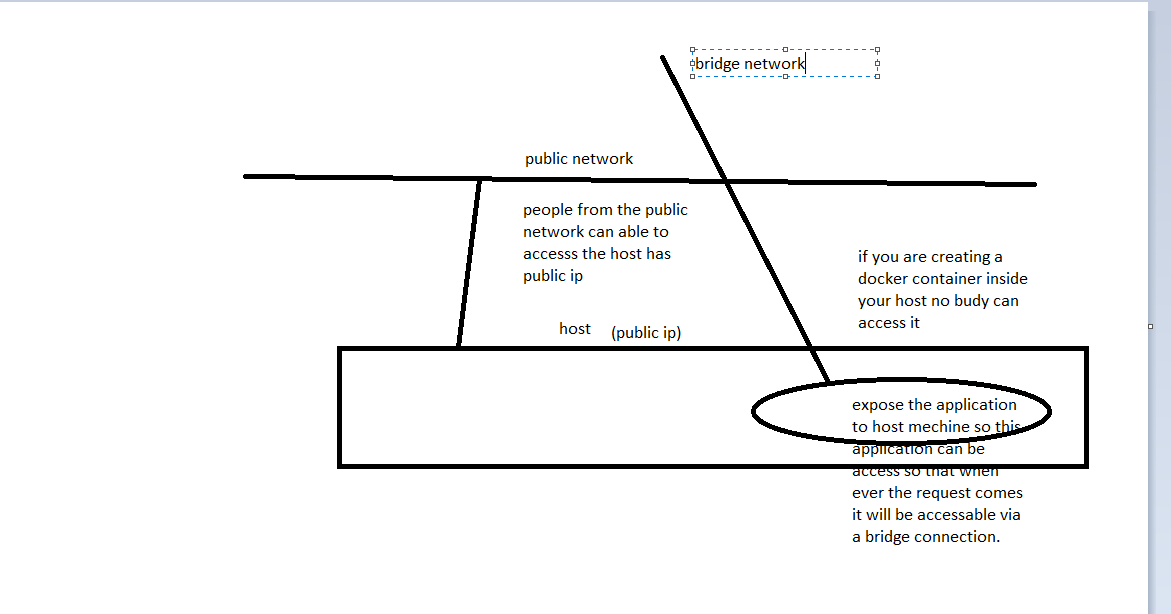 bridge network
public network
people from the public
network can able to
accesss the host has
public ip
if you are creating a
docker container inside
your host no budy can
access it
host (public ip)
expose the application
to host mechine so this
application can be
access so that when
ever the request comes
it will be accessable via
a bridge connection.